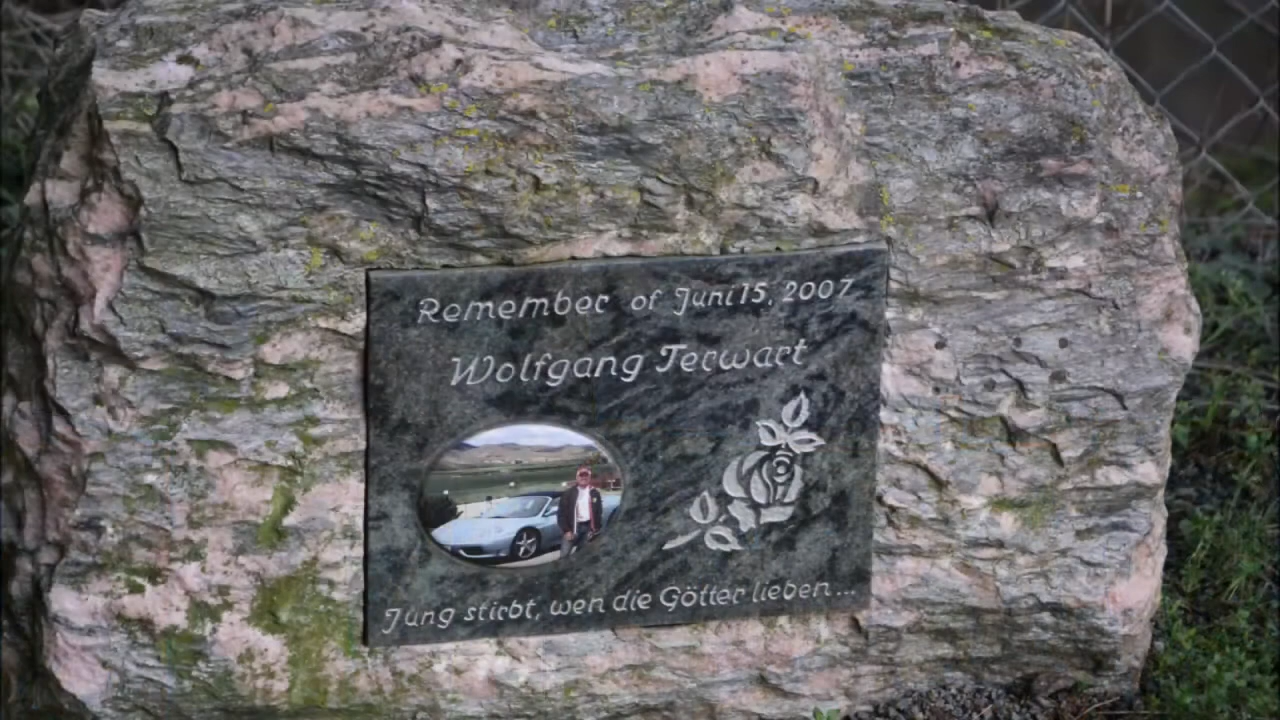 Remember of Juni 15, 2007
Wolfgang Terwart
Jung stirbt, wen die Götter lieben...